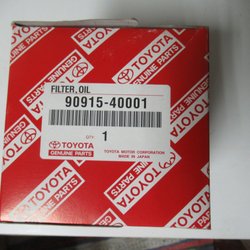 TOYOTA
GENUINE PARTS
FILTER, OIL
90915-40001
TOYOTA
GENUINE PARTS
QTY:
1
TOYOTA MOTOR CORPORATION
MADE IN JAPAN